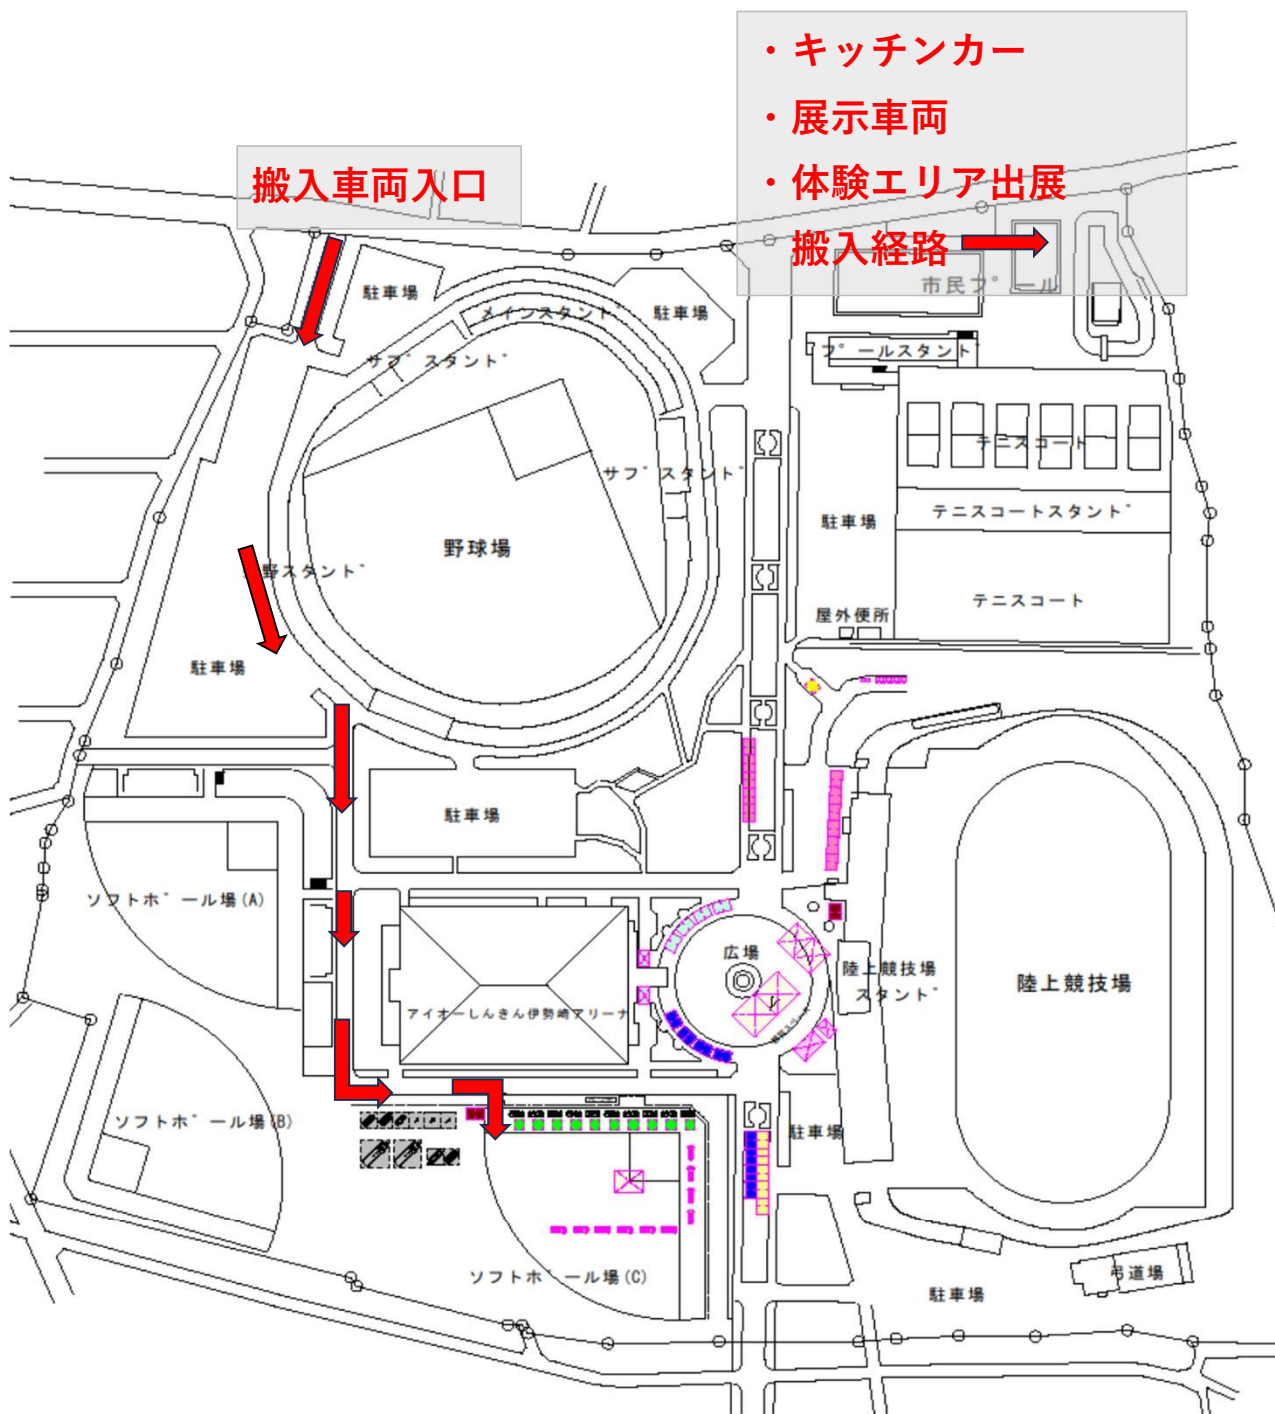 ・キッチンカー
・展示車両
・体験エリア出展
搬入経路
搬入車両入口
市民プール
駐車場
メインスタンド
駐車場
サブスタンド
プールスタンド
テニスコート
サブスタンド
テニスコートスタンド
駐車場
野球場
野スタンド
テニスコート
屋外便所
駐車場
駐車場
ソフトボール場(A)
広場
陸上競技場
スタンド
陸上競技場
アイオーしんきん伊勢崎アリーナ
ソフトボール場(B)
駐車場
ソフトボール場(C)
弓道場
駐車場